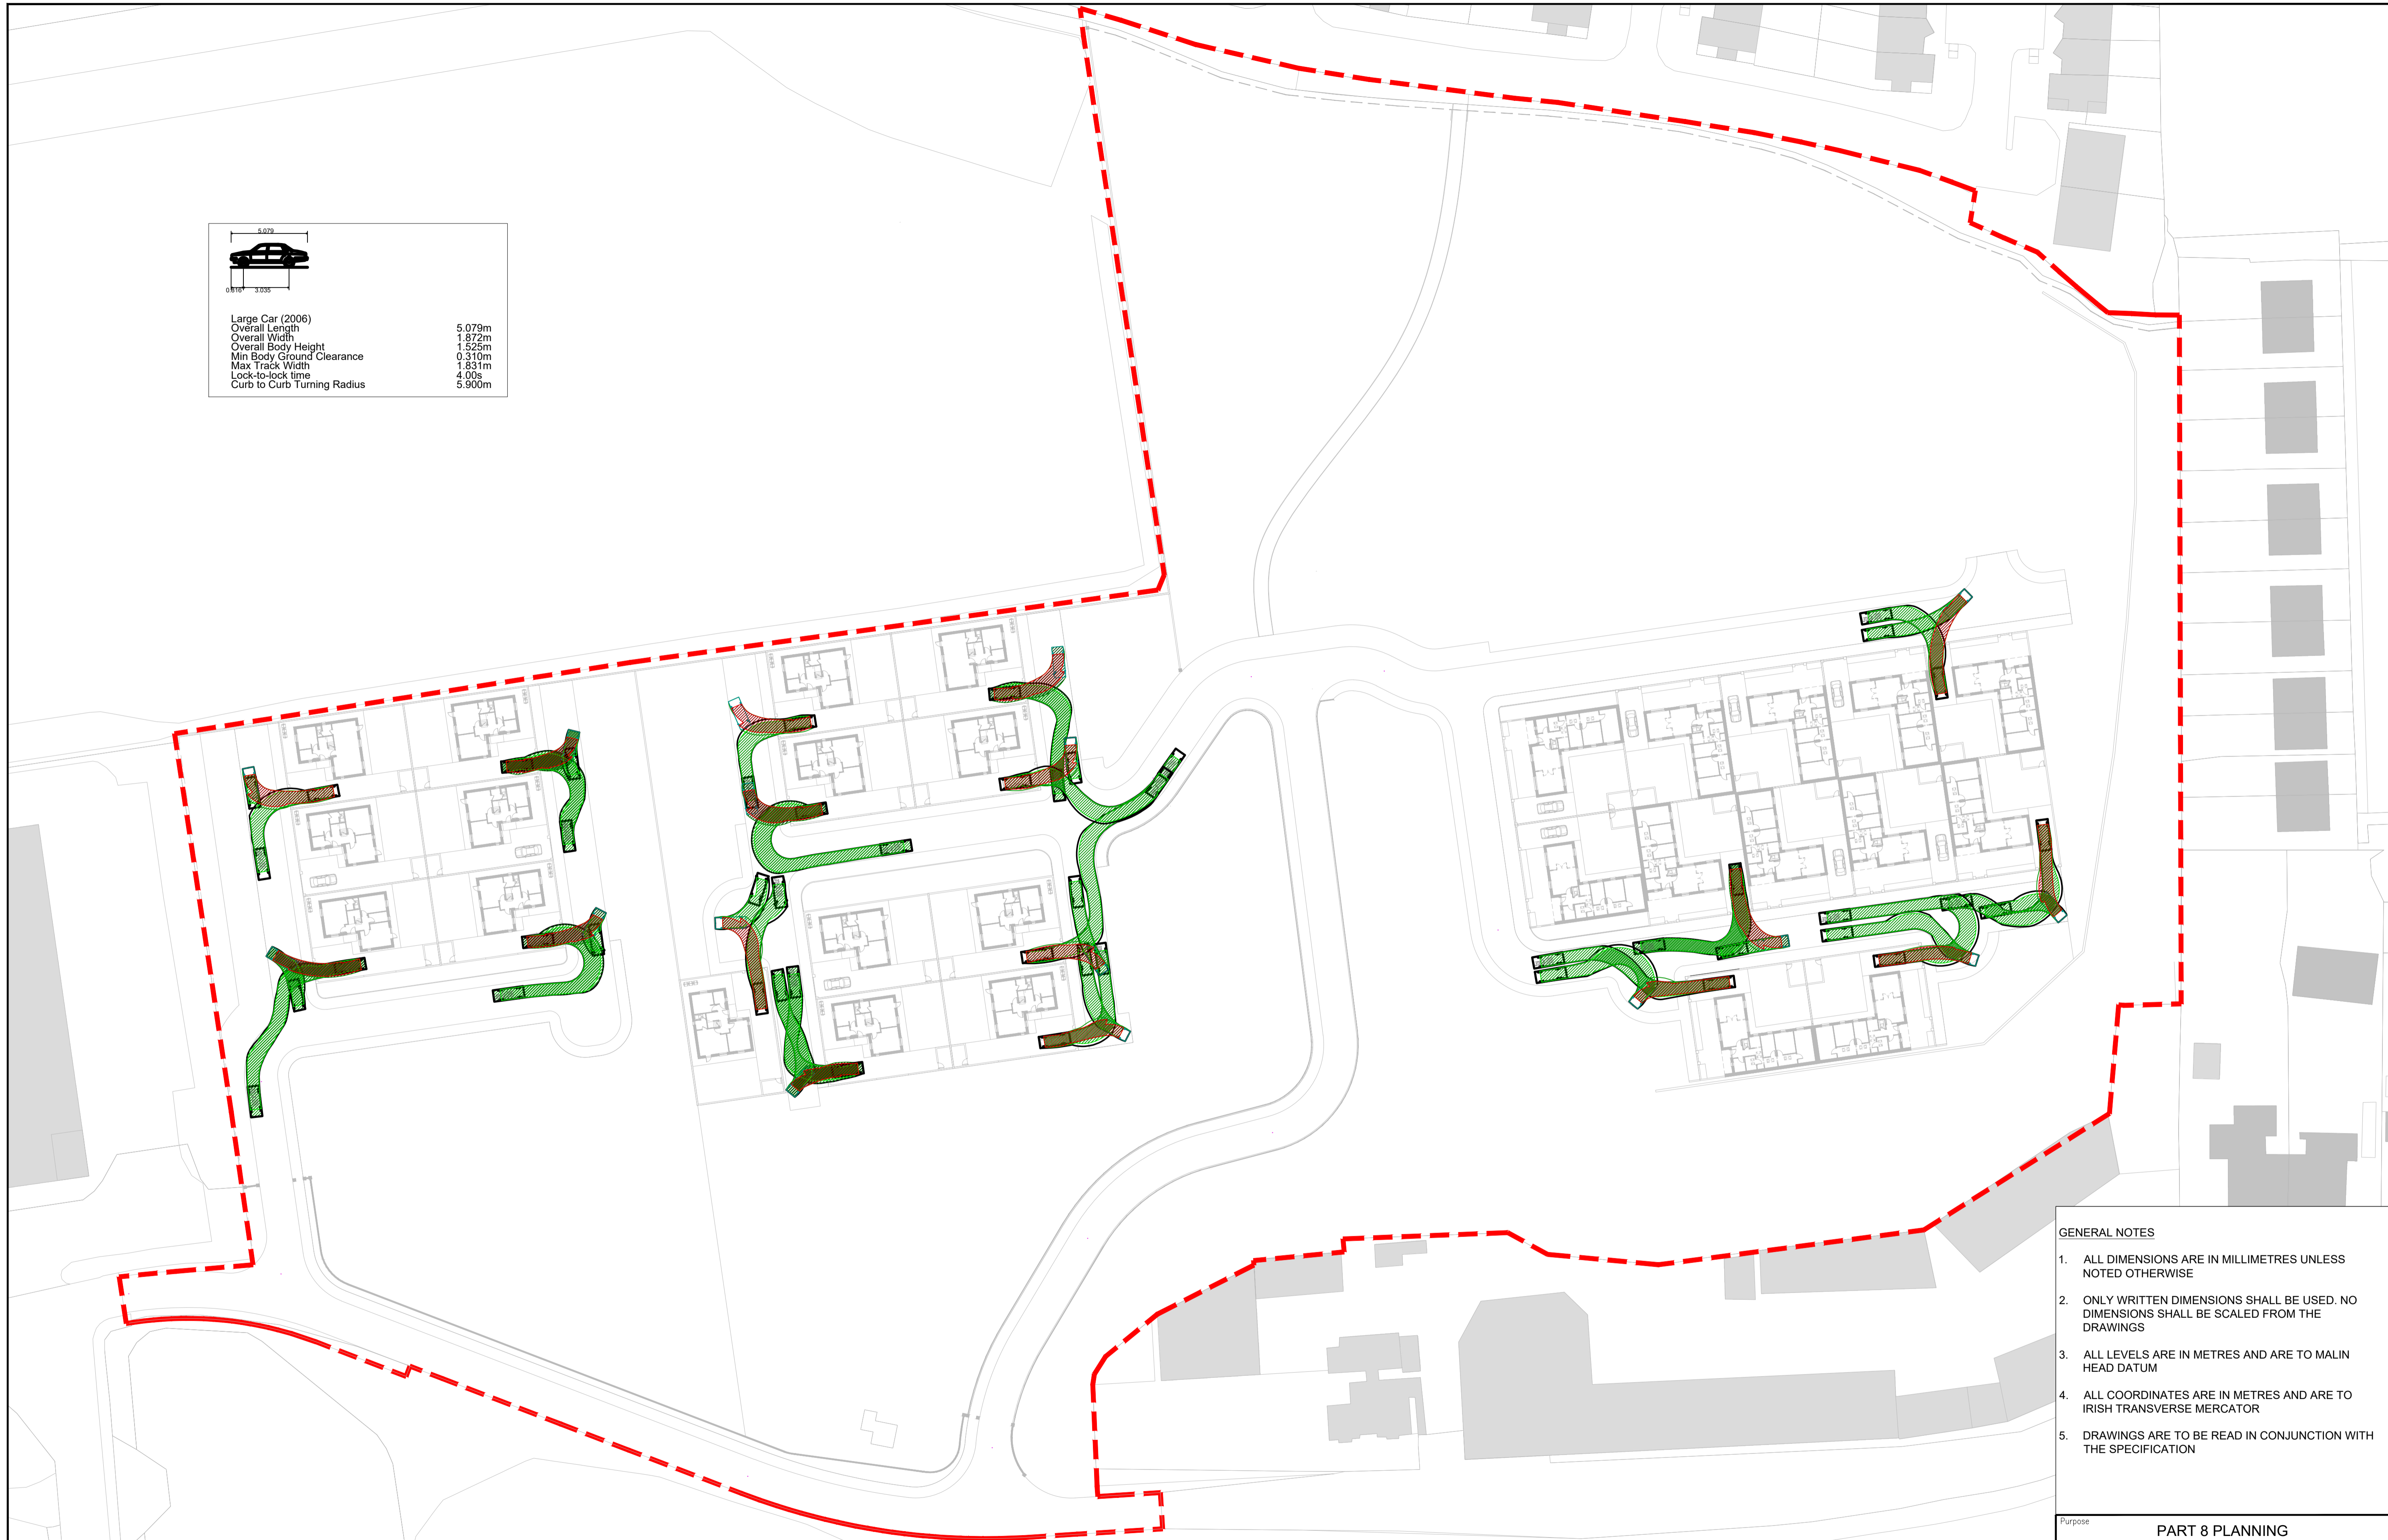 5.079
0.816 3.035
Large Car (2006)
Overall Length 5.079m
Overall Width 1.872m
Overall Body Height 1.525m
Min Body Ground Clearance 0.310m
Max Track Width 1.831m
Lock-to-lock time 4.00s
Curb to Curb Turning Radius 5.900m
GENERAL NOTES
1. ALL DIMENSIONS ARE IN MILLIMETRES UNLESS
NOTED OTHERWISE
2. ONLY WRITTEN DIMENSIONS SHALL BE USED. NO
DIMENSIONS SHALL BE SCALED FROM THE
DRAWINGS
3. ALL LEVELS ARE IN METRES AND ARE TO MALIN
HEAD DATUM
4. ALL COORDINATES ARE IN METRES AND ARE TO
IRISH TRANSVERSE MERCATOR
5. DRAWINGS ARE TO BE READ IN CONJUNCTION WITH
THE SPECIFICATION
Purpose
PART 8 PLANNING